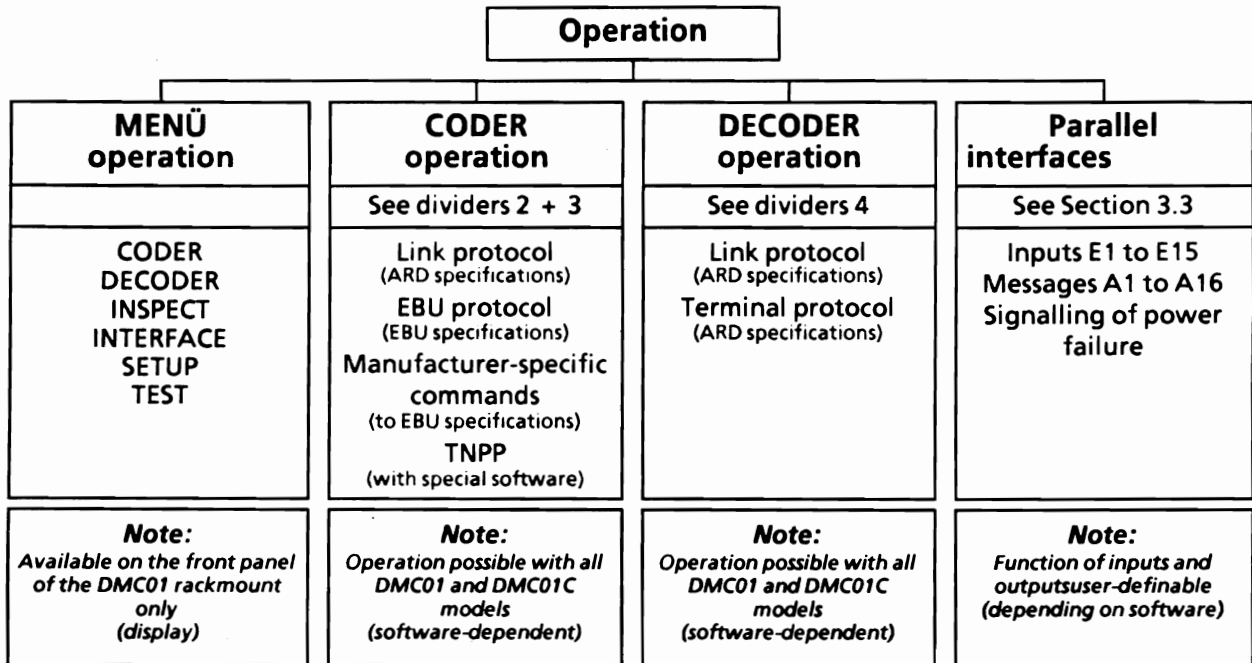 Operation
MENÜ
operation
CODER
DECODER
INSPECT
INTERFACE
SETUP
TEST
Note:
Available on the front panel
of the DMC01 rackmount
only
(display)
CODER
operation
See dividers 2 + 3
Link protocol
(ARD specifications)
EBU protocol
(EBU specifications)
Manufacturer-specific
commands
(to EBU specifications)
TNPP
(with special software)
Note:
Operation possible with all
DMC01 and DMC01C
models
(software-dependent)
DECODER
operation
See dividers 4
Link protocol
(ARD specifications)
Terminal protocol
(ARD specifications)
Note:
Operation possible with all
DMC01 and DMC01C
models
(software-dependent)
Parallel
interfaces
See Section 3.3
Inputs E1 to E15
Messages A1 to A16
Signalling of power
failure
Note:
Function of inputs and
outputsuser-definable
(depending on software)